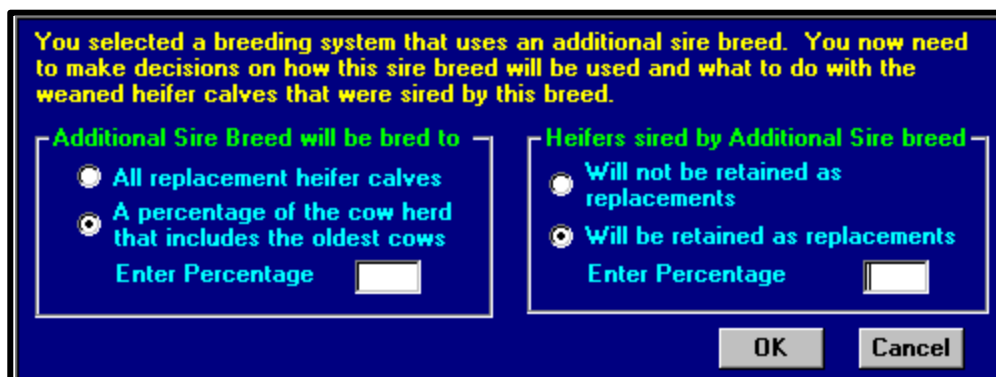 You selected a breeding system that uses an additional sire breed.  You now need
to make decisions on how this sire breed will be used and what to do with the
weaned heifer calves that were sired by this breed.
Additional Sire Breed will be bred to
All replacement heifer calves
A percentage of the cow herd
that includes the oldest cows
Enter Percentage
Heifers sired by Additional Sire breed
Will not be retained as
replacements
Will be retained as replacements
Enter Percentage
OK
Cancel